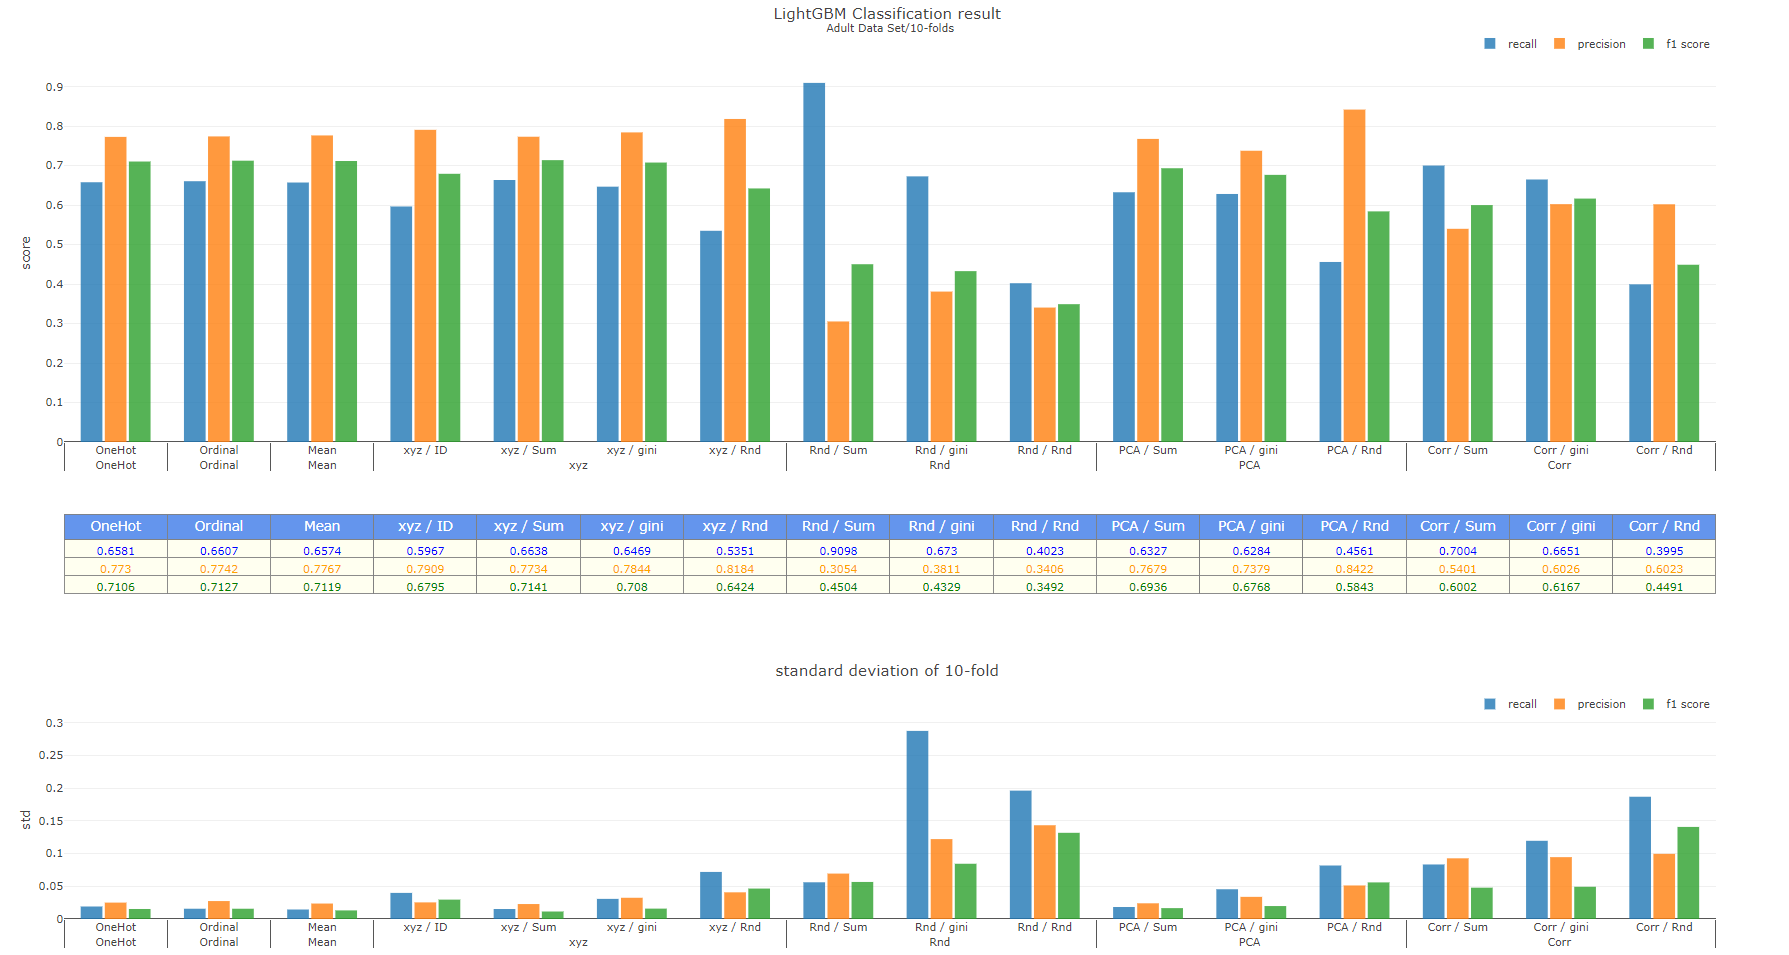 LightGBM Classification result
Adult Data Set/10-folds
recall precision f1 score
0.9
0.8
0.7
0.6
0.5
0.4
0.3
0.2
0.1
0
score
OneHot Ordinal Mean xyz / ID xyz / Sum xyz / gini xyz / Rnd Rnd / Sum Rnd / gini Rnd / Rnd PCA / Sum PCA / gini PCA / Rnd Corr / Sum Corr / gini Corr / Rnd
OneHot Ordinal Mean xyz Rnd PCA Corr
OneHot Ordinal Mean xyz / ID xyz / Sum xyz / gini xyz / Rnd Rnd / Sum Rnd / gini Rnd / Rnd PCA / Sum PCA / gini PCA / Rnd Corr / Sum Corr / gini Corr / Rnd
0.6581 0.6607 0.6574 0.5967 0.6638 0.6469 0.5351 0.9098 0.673 0.4023 0.6327 0.6284 0.4561 0.7004 0.6651 0.3995
0.773 0.7742 0.7767 0.7909 0.7734 0.7844 0.8184 0.3054 0.3811 0.3406 0.7679 0.7379 0.8422 0.5401 0.6026 0.6023
0.7106 0.7127 0.7119 0.6795 0.7141 0.708 0.6424 0.4504 0.4329 0.3492 0.6936 0.6768 0.5843 0.6002 0.6167 0.4491
standard deviation of 10-fold
recall precision f1 score
0.3
0.25
0.2
0.15
0.1
0.05
0
std
OneHot Ordinal Mean xyz / ID xyz / Sum xyz / gini xyz / Rnd Rnd / Sum Rnd / gini Rnd / Rnd PCA / Sum PCA / gini PCA / Rnd Corr / Sum Corr / gini Corr / Rnd
OneHot Ordinal Mean xyz Rnd PCA Corr